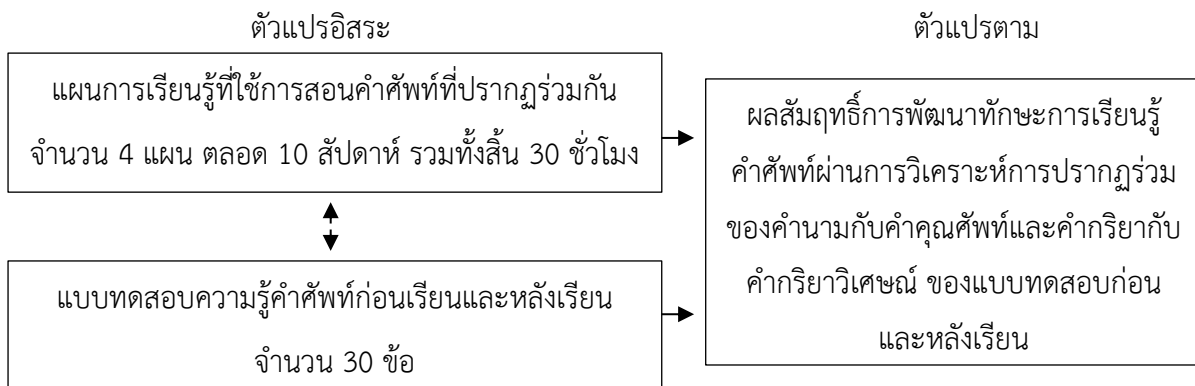 ตัวแปรอิสระ
แผนการเรียนรู้ที่ใช้การสอนคำศัพท์ที่ปรากฏร่วมกัน
จำนวน 4 แผน ตลอด 10 สัปดาห์ รวมทั้งสิ้น 30 ชั่วโมง
แบบทดสอบความรู้คำศัพท์ก่อนเรียนและหลังเรียน
จำนวน 30 ข้อ
ตัวแปรตาม
ผลสัมฤทธิ์การพัฒนาทักษะการเรียนรู้
คำศัพท์ผ่านการวิเคราะห์การปรากฏร่วม
ของคำนามกับคำคุณศัพท์และคำกริยากับ
คำกริยาวิเศษณ์ ของแบบทดสอบก่อน
และหลังเรียน